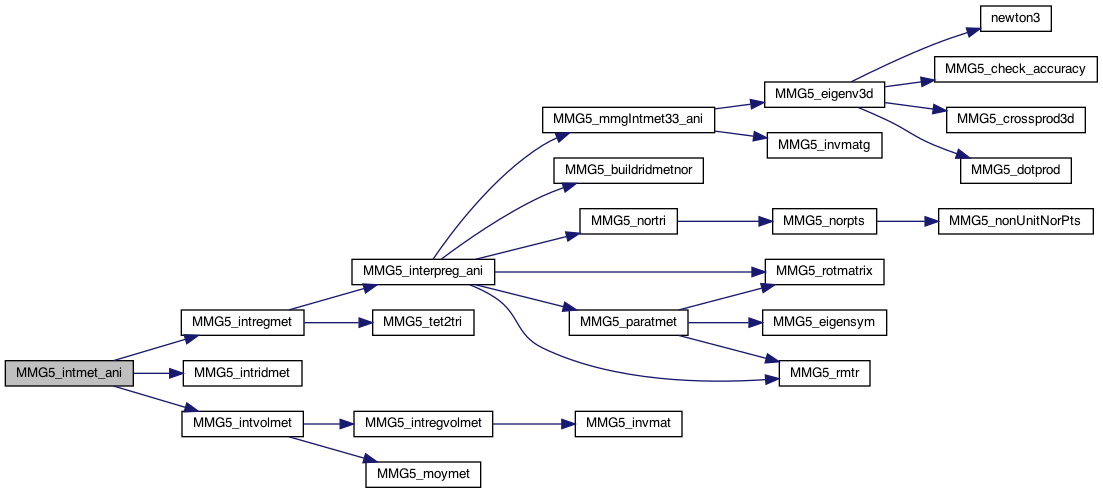 newton3
MMG5_check_accuracy
MMG5_eigenv3d
MMG5_mmgIntmet33_ani
MMG5_crossprod3d
MMG5_invmatg
MMG5_buildridmetnor
MMG5_dotprod
MMG5_nortri
MMG5_norpts
MMG5_nonUnitNorPts
MMG5_interpreg_ani
MMG5_rotmatrix
MMG5_intregmet
MMG5_tet2tri
MMG5_paratmet
MMG5_eigensym
MMG5_intmet_ani
MMG5_intridmet
MMG5_rmtr
MMG5_intvolmet
MMG5_intregvolmet
MMG5_invmat
MMG5_moymet